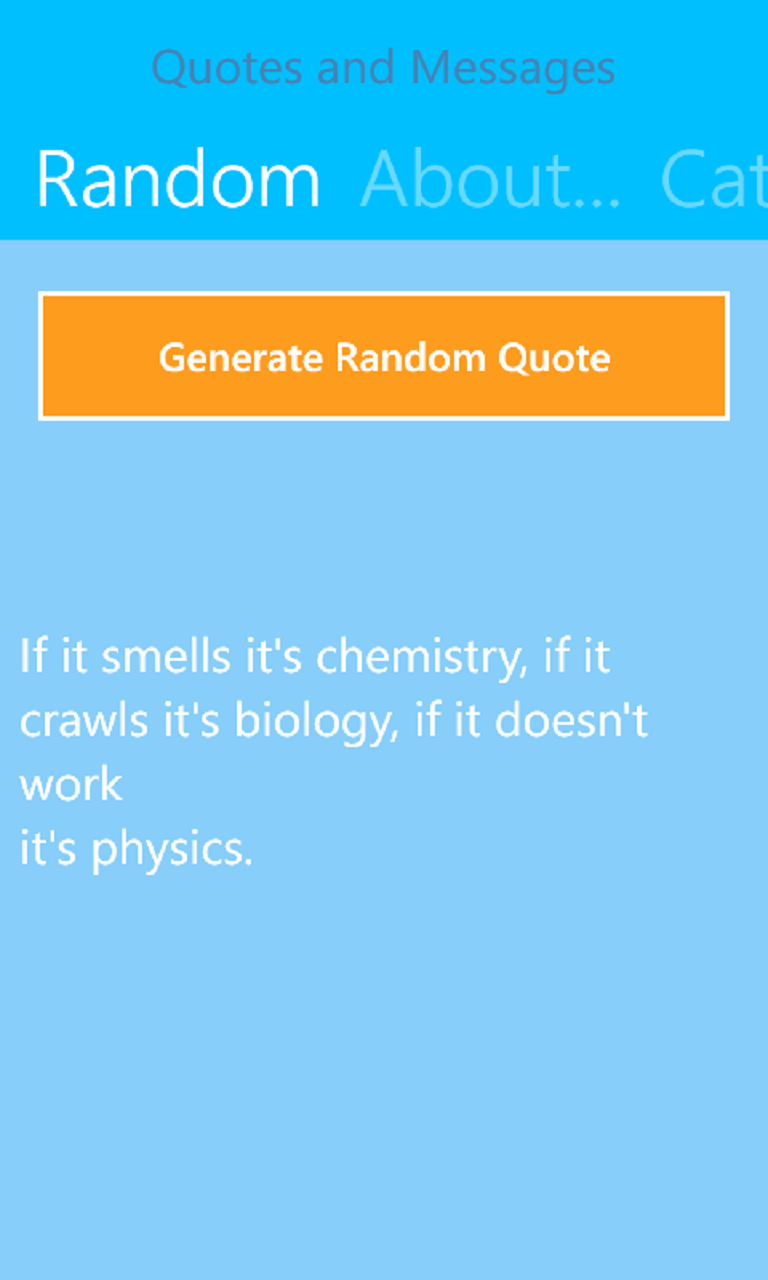 Quotes and Messages
Random About... Cat
Generate Random Quote
If it smells it's chemistry, if it
crawls it's biology, if it doesn't
work
it's physics.